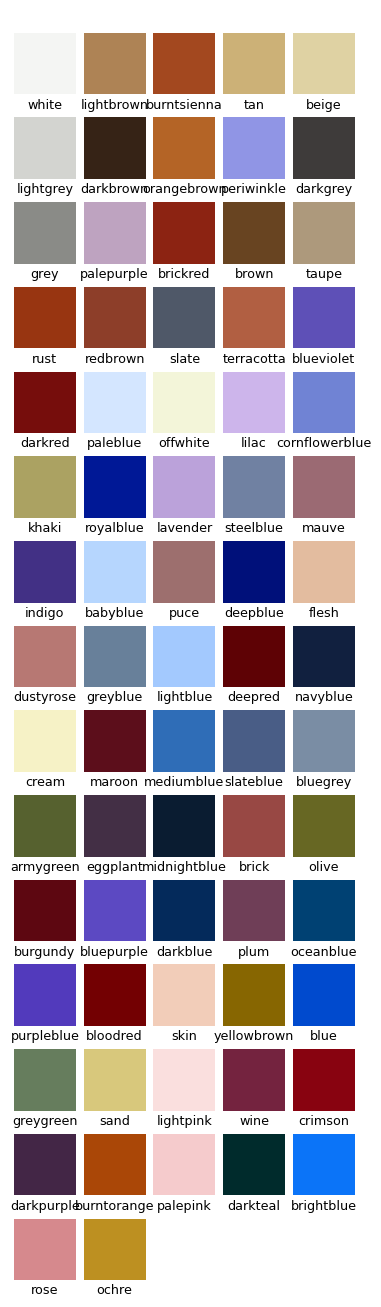 white lightbrown burntsienna tan beige
lightgrey darkbrown orangebrown periwinkle darkgrey
grey palepurple brickred brown taupe
rust redbrown slate terracotta blueviolet
darkred paleblue offwhite lilac cornflowerblue
khaki royalblue lavender steelblue mauve
indigo babyblue puce deepblue flesh
dustyrose greyblue lightblue deepred navyblue
cream maroon mediumblue slateblue bluegrey
armygreen eggplant midnightblue brick olive
burgundy bluepurple darkblue plum oceanblue
purpleblue bloodred skin yellowbrown blue
greygreen sand lightpink wine crimson
darkpurple burntorange palepink darkteal brightblue
rose ochre